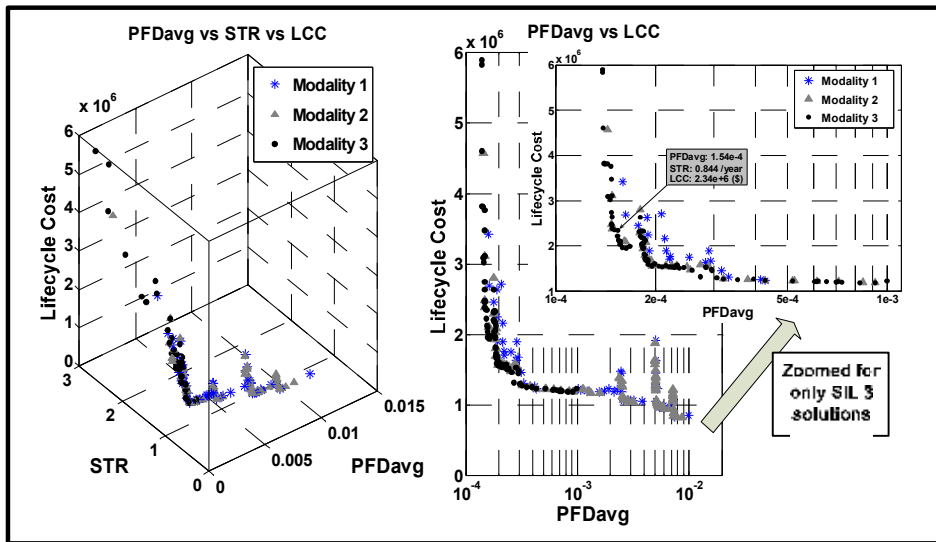 PFDavg vs STR vs LCC
x 10^6
6
5
4
3
2
1
0
Lifecycle Cost
3
2
1
0
STR
0
0.005
0.01
0.015
PFDavg
Modality 1
Modality 2
Modality 3
PFDavg vs LCC
x 10^6
6
5
4
3
2
1
0
Lifecycle Cost
10^-4
10^-3
10^-2
PFDavg
x 10^6
6
5
4
3
2
1
Lifecycle Cost
1e-4
2e-4
5e-4
1e-3
PFDavg
Modality 1
Modality 2
Modality 3
PFDavg: 1.54e-4
STR: 0.844 /year
LCC: 2.34e+6 ($)
Zoomed for
only SIL 3
solutions